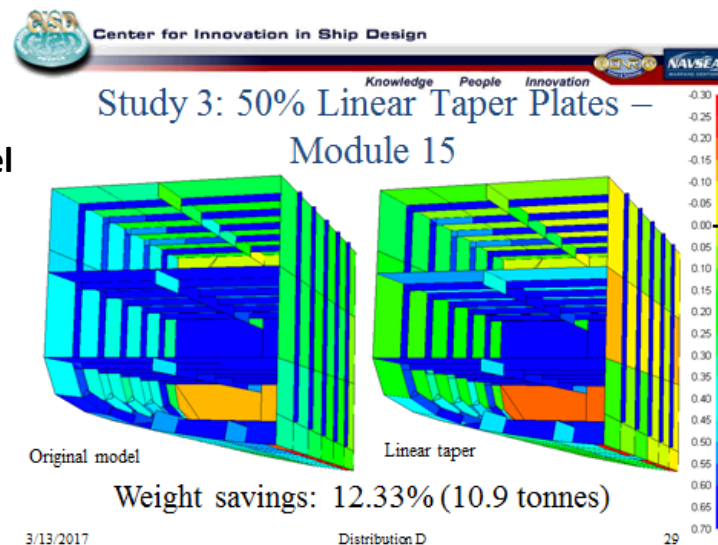 CISD
Center for Innovation in Ship Design
NAVSEA
Knowledge People Innovation
Study 3: 50% Linear Taper Plates –
Module 15
el
-0.30
-0.25
-0.20
-0.15
-0.10
-0.05
0.00
0.05
0.10
0.15
0.20
0.25
0.30
0.35
0.40
0.45
0.50
0.55
0.60
0.65
0.70
Original model
Linear taper
Weight savings: 12.33% (10.9 tonnes)
3/13/2017
Distribution D
29